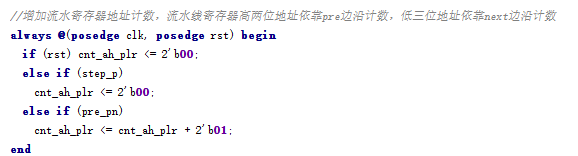 //增加流水寄存器地址计数，流水线寄存器高两位地址依靠pre边沿计数，低三位地址依靠next边沿计数
always @(posedge clk, posedge rst) begin
if (rst) cnt_ah_plr <= 2'b00;
else if (step_p)
cnt_ah_plr <= 2'b00;
else if (pre_pn)
cnt_ah_plr <= cnt_ah_plr + 2'b01;
end